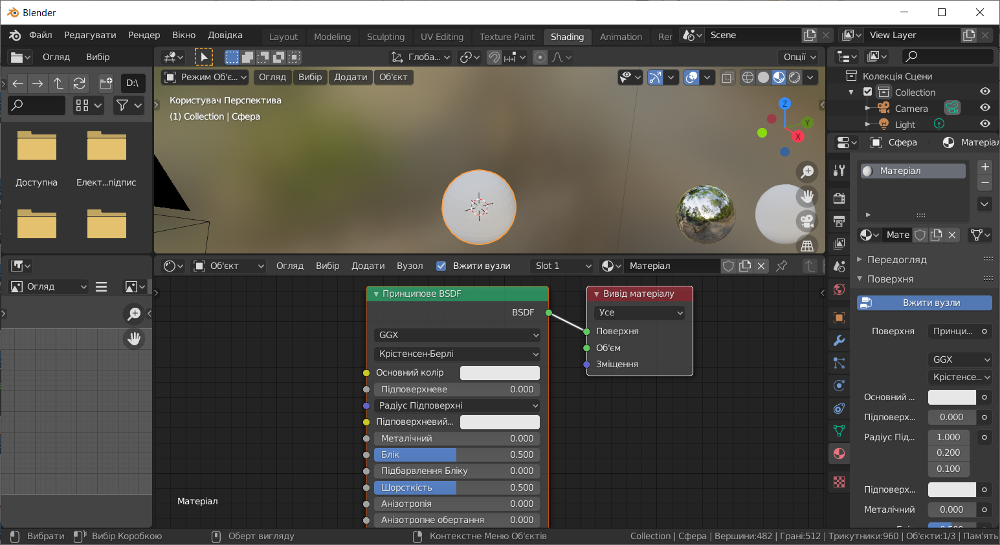 Blender
Файл Редагувати Рендер Вікно Довідка Layout Modeling Sculpting UV Editing Texture Paint Shading Animation Re Scene View Layer
Огляд Вибір Глоба... Опції
D:\ Режим Об'є... Огляд Вибір Додати Об'єкт
Колекція Сцени
Collection
Camera
Light
Користувач Перспектива
(1) Collection | Сфера
Z
Y
X
Доступна Елект...підпис
Сфера Матеріал
Матеріал
Мате
Передогляд
Поверхня
Вжити вузли
Поверхня Принци...
GGX
Крістенсе...
Основний ...
Підповерх... 0.000
Радіус Під... 1.000
0.200
0.100
Підповерх...
Металічний 0.000
Об'єкт Огляд Вибір Додати Вузол Вжити вузли Slot 1 Матеріал
Огляд
Принципове BSDF
BSDF
GGX
Крістенсен-Берлі
Основний колір
Підповерхневе 0.000
Радіус Підповерхні
Підповерхневий...
Металічний 0.000
Блік 0.500
Підбарвлення Бліку 0.000
Шорсткість 0.500
Анізотропія 0.000
Анізотропне обертання 0.000
Вивід матеріалу
Усе
Поверхня
Об'єм
Зміщення
Матеріал
Вибрати Вибір Коробкою Оберт вигляду Контекстне Меню Об'єктів Collection | Сфера | Вершини:482 | Грані:512 | Трикутники:960 | Об'єкти:1/3 | Пам'ять